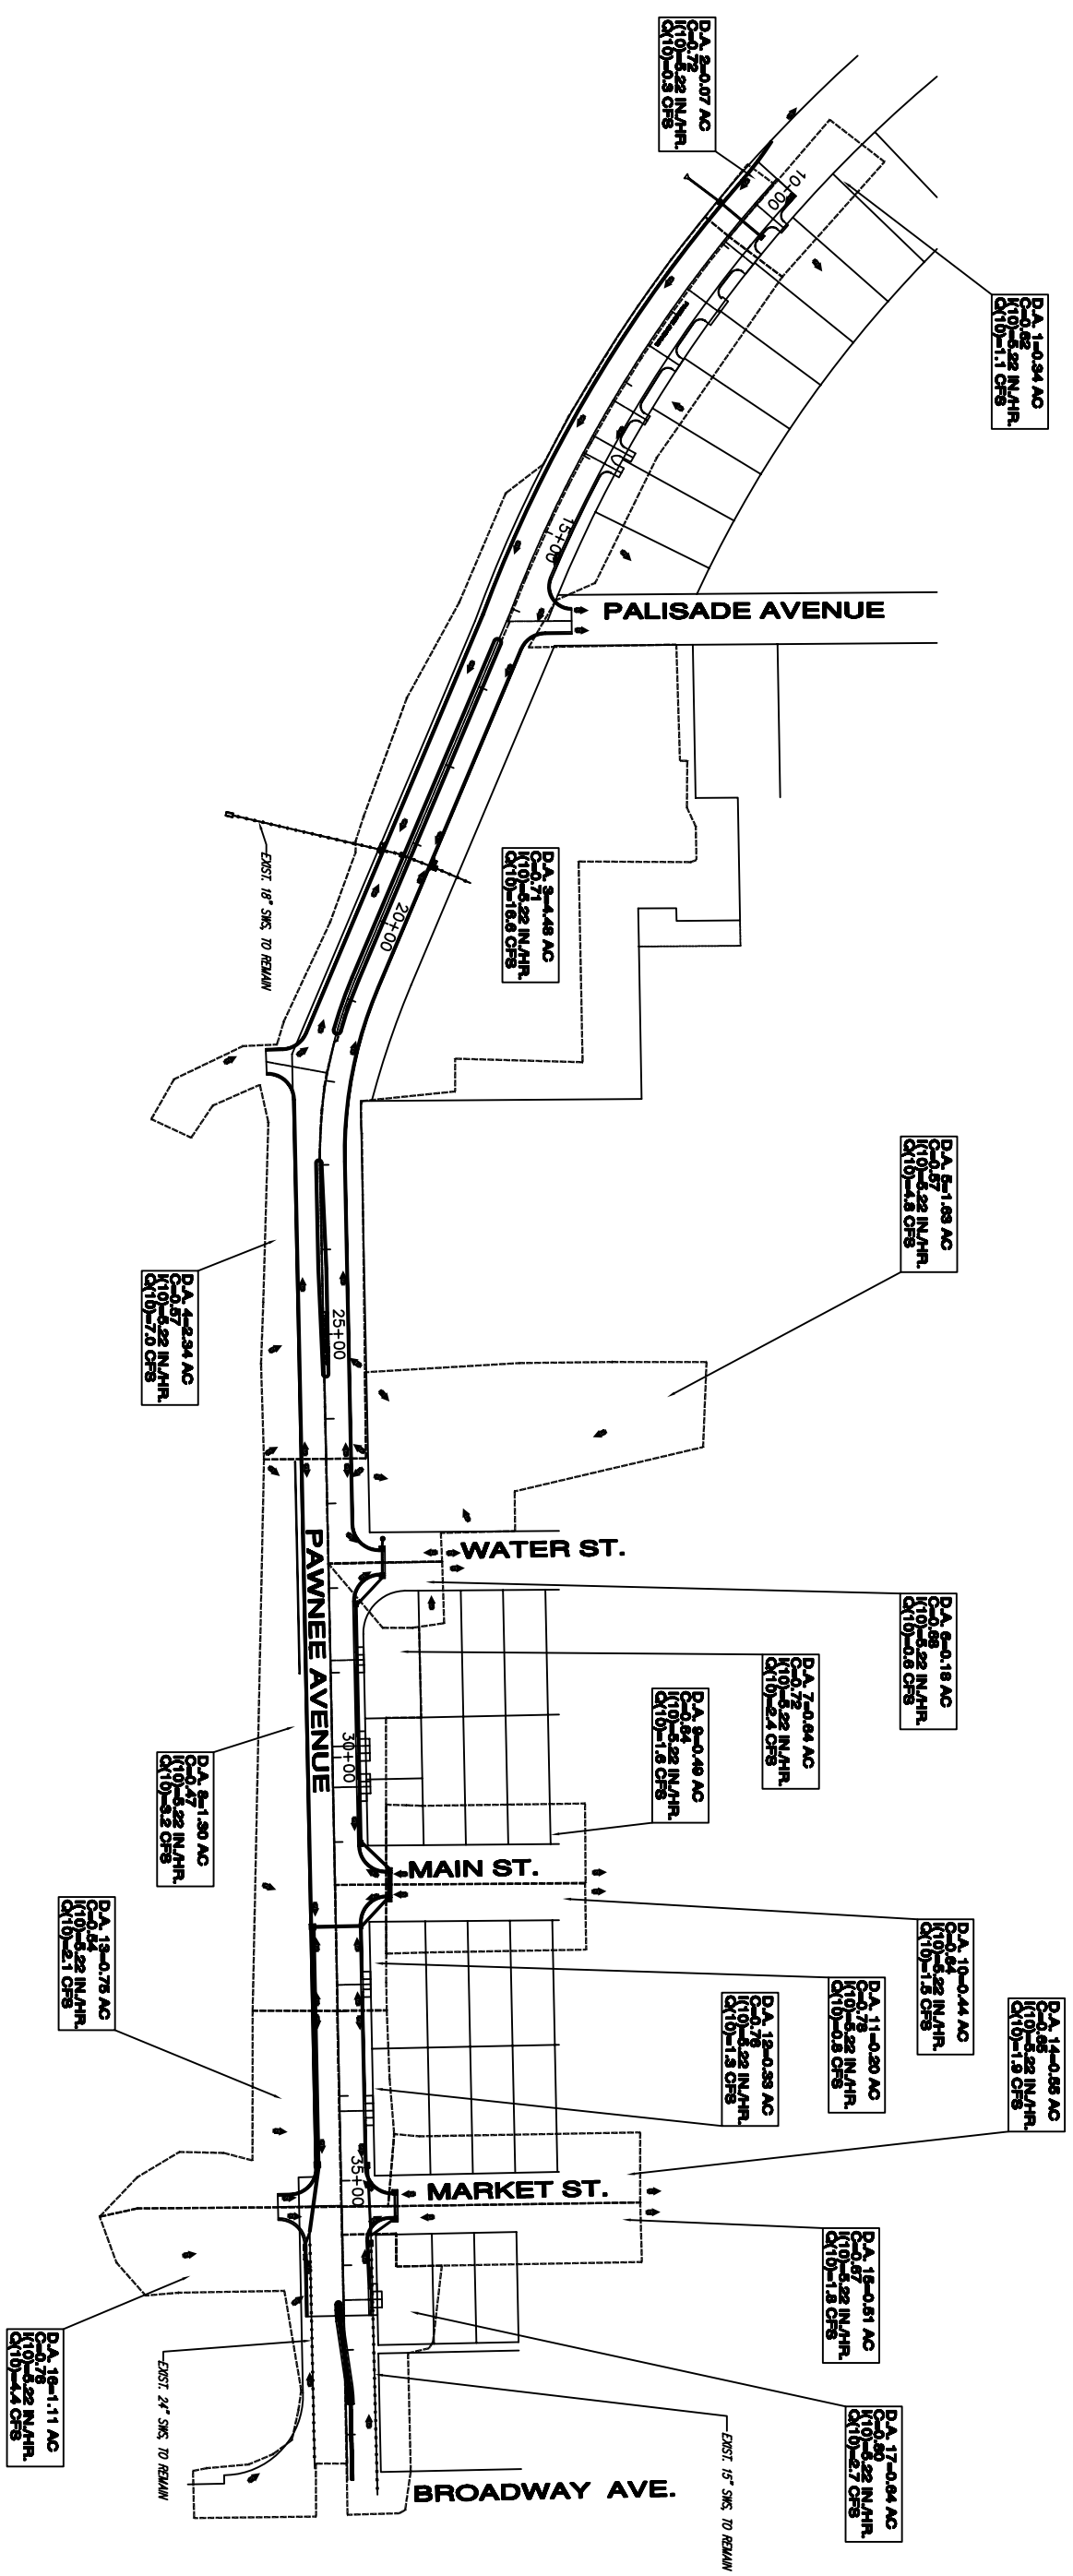 D.A. 1=0.34 AC
C=0.62
I(10)=5.22 IN./HR.
Q(10)=1.1 CFS
D.A. 2=0.07 AC
C=0.72
I(10)=5.22 IN./HR.
Q(10)=0.3 CFS
10+00
15+00
PALISADE AVENUE
D.A. 3=4.48 AC
C=0.71
I(10)=5.22 IN./HR.
Q(10)=16.6 CFS
EXIST. 18" SWS, TO REMAIN
20+00
D.A. 5=1.63 AC
C=0.57
I(10)=5.22 IN./HR.
Q(10)=4.8 CFS
D.A. 4=2.34 AC
C=0.57
I(10)=5.22 IN./HR.
Q(10)=7.0 CFS
25+00
WATER ST.
PAWNEE AVENUE
D.A. 6=0.18 AC
C=0.68
I(10)=5.22 IN./HR.
Q(10)=0.6 CFS
D.A. 7=0.64 AC
C=0.72
I(10)=5.22 IN./HR.
Q(10)=2.4 CFS
D.A. 9=0.49 AC
C=0.64
I(10)=5.22 IN./HR.
Q(10)=1.6 CFS
30+00
D.A. 8=1.30 AC
C=0.47
I(10)=5.22 IN./HR.
Q(10)=3.2 CFS
MAIN ST.
D.A. 10=0.44 AC
C=0.64
I(10)=5.22 IN./HR.
Q(10)=1.5 CFS
D.A. 11=0.20 AC
C=0.78
I(10)=5.22 IN./HR.
Q(10)=0.8 CFS
D.A. 12=0.33 AC
C=0.76
I(10)=5.22 IN./HR.
Q(10)=1.3 CFS
D.A. 13=0.75 AC
C=0.54
I(10)=5.22 IN./HR.
Q(10)=2.1 CFS
D.A. 14=0.55 AC
C=0.65
I(10)=5.22 IN./HR.
Q(10)=1.9 CFS
MARKET ST.
35+00
D.A. 15=0.51 AC
C=0.67
I(10)=5.22 IN./HR.
Q(10)=1.8 CFS
D.A. 16=1.11 AC
C=0.76
I(10)=5.22 IN./HR.
Q(10)=4.4 CFS
EXIST. 24" SWS, TO REMAIN
D.A. 17=0.64 AC
C=0.80
I(10)=5.22 IN./HR.
Q(10)=2.7 CFS
EXIST. 15" SWS, TO REMAIN
BROADWAY AVE.